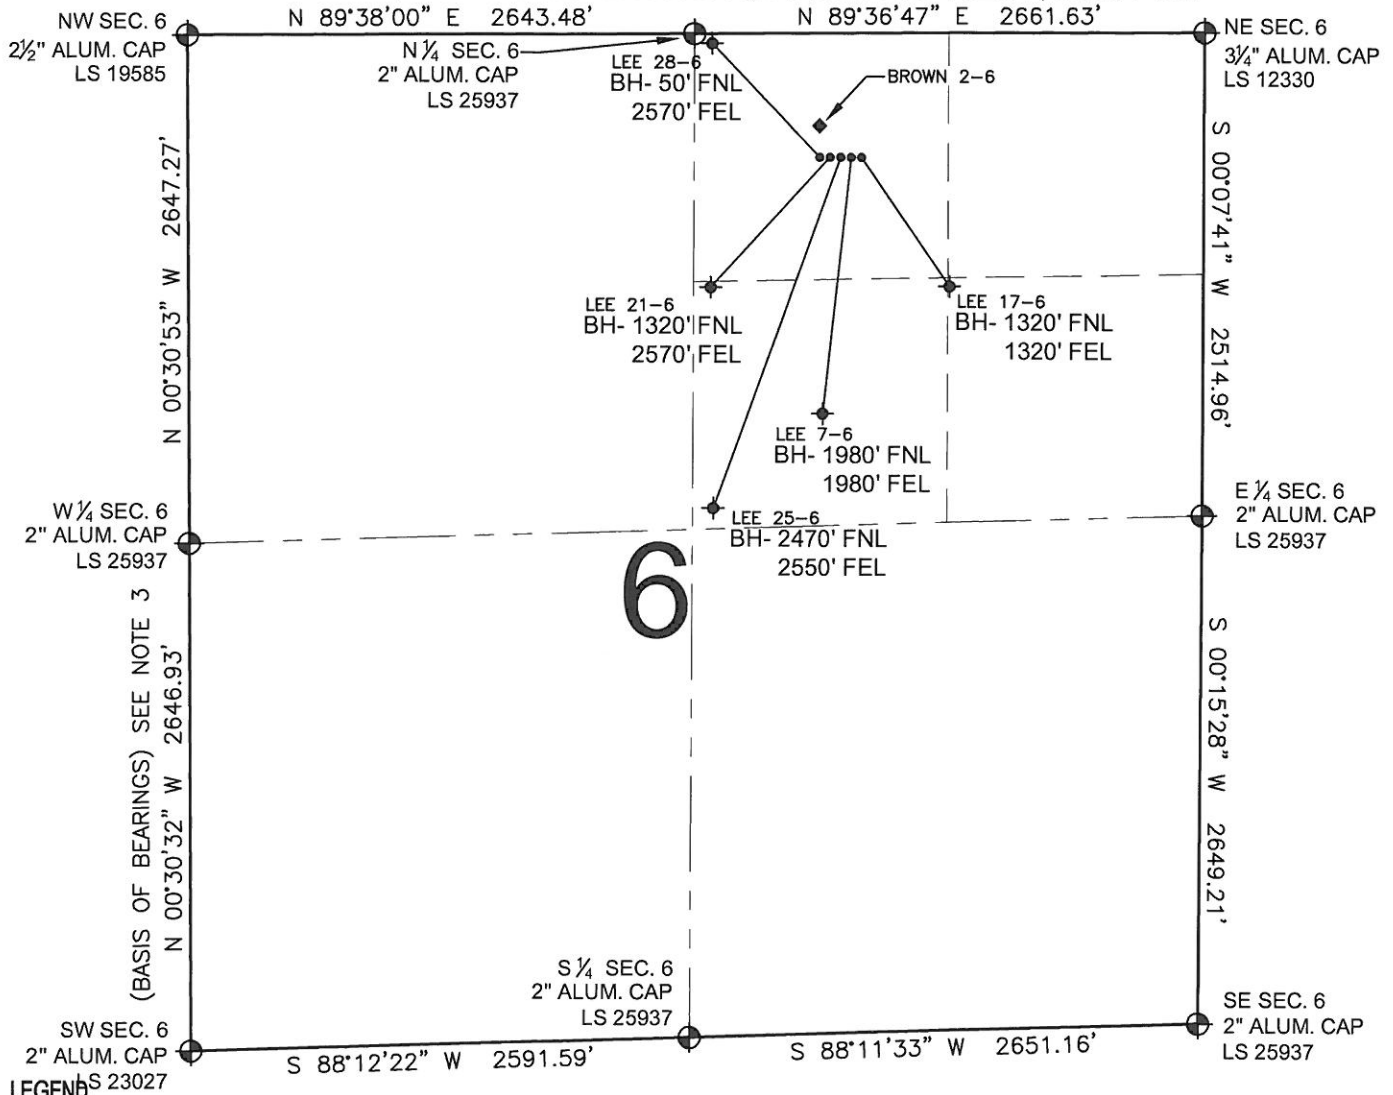 N 89°38'00" E 2643.48'
N 89°36'47" E 2661.63'
NW SEC. 6
2½" ALUM. CAP
LS 19585
N ¼ SEC. 6
2" ALUM. CAP
LS 25937
NE SEC. 6
3¼" ALUM. CAP
LS 12330
LEE 28-6
BH- 50' FNL
2570' FEL
BROWN 2-6
N 00°30'53" W 2647.27'
S 00°07'41" W 2514.96'
LEE 21-6
BH- 1320' FNL
2570' FEL
LEE 17-6
BH- 1320' FNL
1320' FEL
LEE 7-6
BH- 1980' FNL
1980' FEL
W ¼ SEC. 6
2" ALUM. CAP
LS 25937
E ¼ SEC. 6
2" ALUM. CAP
LS 25937
LEE 25-6
BH- 2470' FNL
2550' FEL
6
(BASIS OF BEARINGS) SEE NOTE 3
N 00°30'32" W 2646.93'
S 00°15'28" W 2649.21'
S ¼ SEC. 6
2" ALUM. CAP
LS 25937
SW SEC. 6
2" ALUM. CAP
LS 23027
SE SEC. 6
2" ALUM. CAP
LS 25937
S 88°12'22" W 2591.59'
S 88°11'33" W 2651.16'
LEGEND